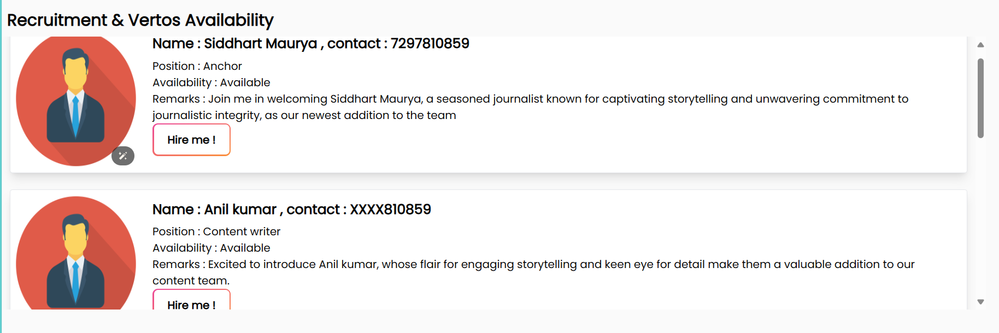 Recruitment & Vertos Availability
Name : Siddhart Maurya , contact : 7297810859
Position : Anchor
Availability : Available
Remarks : Join me in welcoming Siddhart Maurya, a seasoned journalist known for captivating storytelling and unwavering commitment to
journalistic integrity, as our newest addition to the team
Hire me !
Name : Anil kumar , contact : XXXX810859
Position : Content writer
Availability : Available
Remarks : Excited to introduce Anil kumar, whose flair for engaging storytelling and keen eye for detail make them a valuable addition to our
content team.
Hire me !